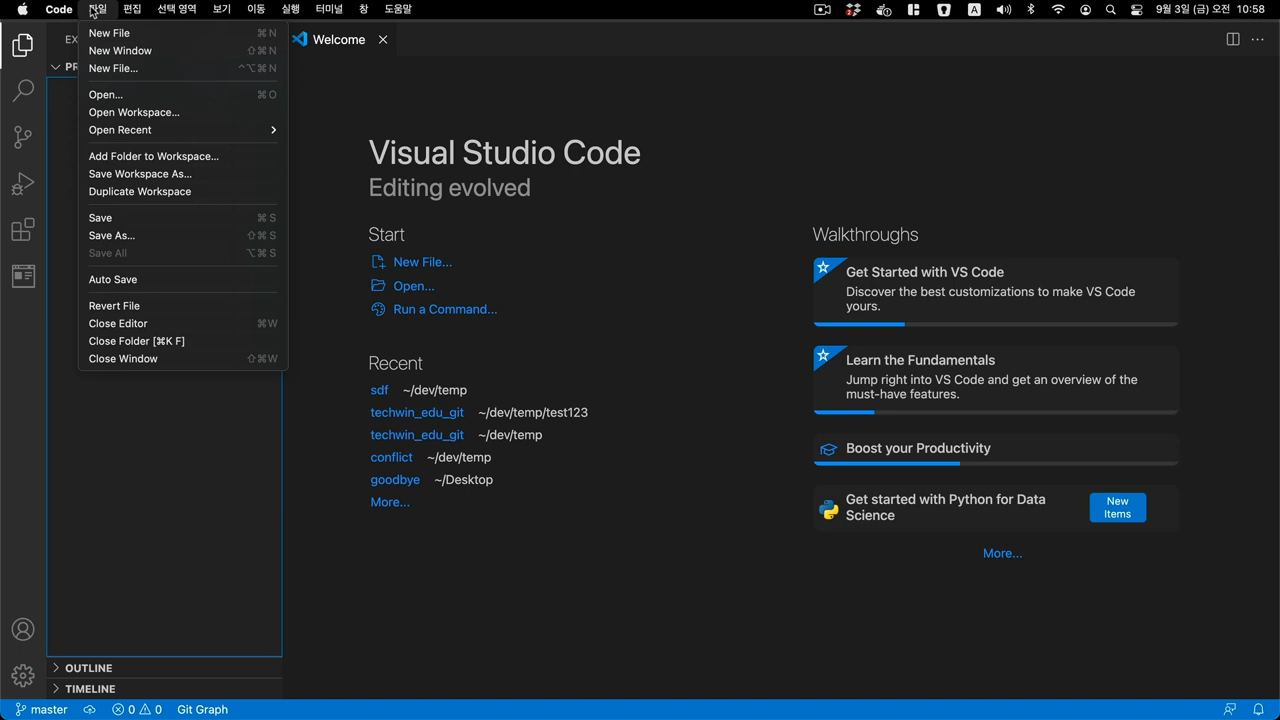 Code 파일 편집 선택 영역 보기 이동 실행 터미널 창 도움말
A 9월 3일 (금) 오전 10:58
New File ⌘ N
New Window ⇧ ⌘ N
New File... ⌃⌥⌘ N
Open... ⌘ O
Open Workspace...
Open Recent
Add Folder to Workspace...
Save Workspace As...
Duplicate Workspace
Save ⌘ S
Save As... ⇧ ⌘ S
Save All ⌥⌘ S
Auto Save
Revert File
Close Editor ⌘W
Close Folder [⌘K F]
Close Window ⇧⌘W
EX
PR
OUTLINE
TIMELINE
Welcome
Visual Studio Code
Editing evolved
Start
New File...
Open...
Run a Command...
Recent
sdf ~/dev/temp
techwin_edu_git ~/dev/temp/test123
techwin_edu_git ~/dev/temp
conflict ~/dev/temp
goodbye ~/Desktop
More...
Walkthroughs
Get Started with VS Code
Discover the best customizations to make VS Code
yours.
Learn the Fundamentals
Jump right into VS Code and get an overview of the
must-have features.
Boost your Productivity
Get started with Python for Data
Science
New
Items
More...
master 0 0 Git Graph